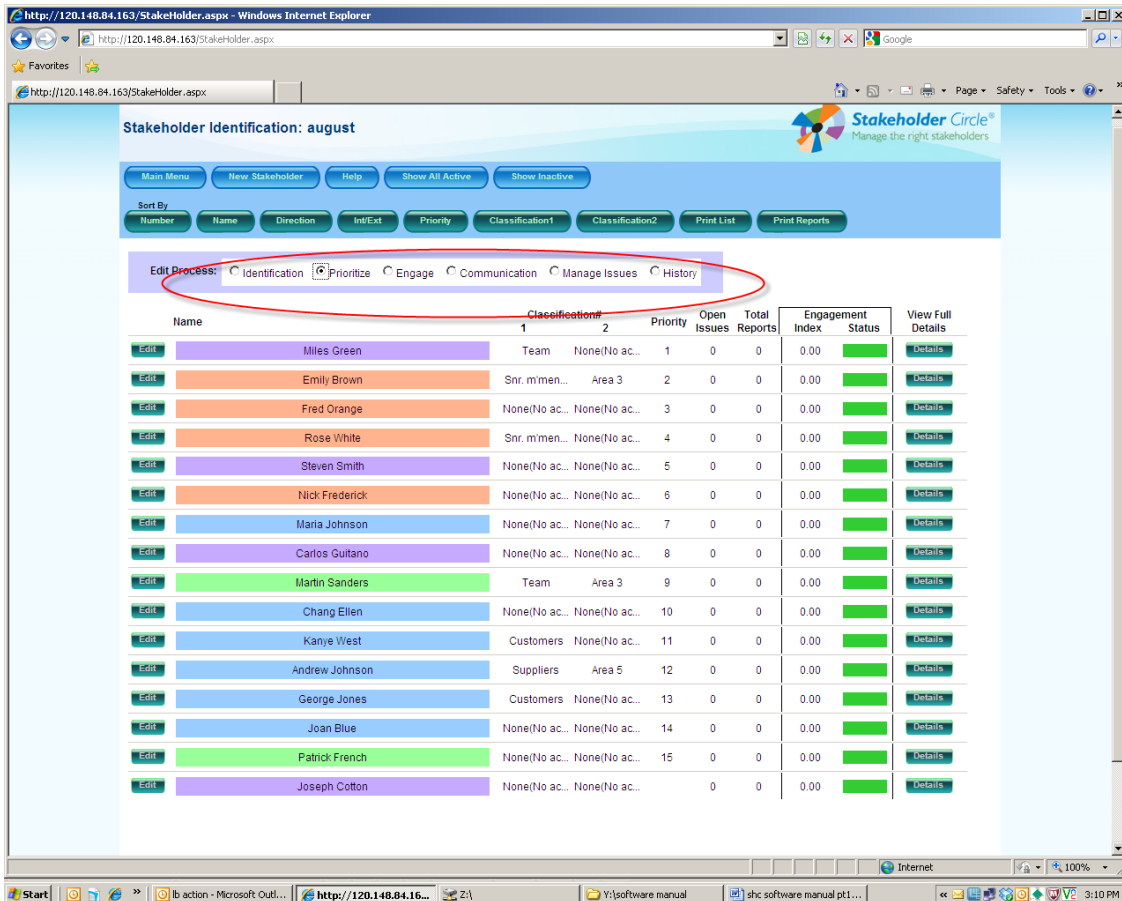 http://120.148.84.163/StakeHolder.aspx - Windows Internet Explorer
http://120.148.84.163/StakeHolder.aspx Google
Favorites
http://120.148.84.163/StakeHolder.aspx Page Safety Tools
Stakeholder Identification: august
Stakeholder Circle®
Manage the right stakeholders
Main Menu New Stakeholder Help Show All Active Show Inactive
Sort By
Number Name Direction Int/Ext Priority Classification1 Classification2 Print List Print Reports
Edit Process: Identification Prioritize Engage Communication Manage Issues History
Name Classification# 1 2 Priority Open Issues Total Reports Engagement Index Status View Full Details
Edit Miles Green Team None(No ac... 1 0 0 0.00 Details
Edit Emily Brown Snr. m'men... Area 3 2 0 0 0.00 Details
Edit Fred Orange None(No ac... None(No ac... 3 0 0 0.00 Details
Edit Rose White Snr. m'men... None(No ac... 4 0 0 0.00 Details
Edit Steven Smith None(No ac... None(No ac... 5 0 0 0.00 Details
Edit Nick Frederick None(No ac... None(No ac... 6 0 0 0.00 Details
Edit Maria Johnson None(No ac... None(No ac... 7 0 0 0.00 Details
Edit Carlos Guitano None(No ac... None(No ac... 8 0 0 0.00 Details
Edit Martin Sanders Team Area 3 9 0 0 0.00 Details
Edit Chang Ellen None(No ac... None(No ac... 10 0 0 0.00 Details
Edit Kanye West Customers None(No ac... 11 0 0 0.00 Details
Edit Andrew Johnson Suppliers Area 5 12 0 0 0.00 Details
Edit George Jones Customers None(No ac... 13 0 0 0.00 Details
Edit Joan Blue None(No ac... None(No ac... 14 0 0 0.00 Details
Edit Patrick French None(No ac... None(No ac... 15 0 0 0.00 Details
Edit Joseph Cotton None(No ac... None(No ac... 0 0 0.00 Details
Internet 100%
Start lb action - Microsoft Outl... http://120.148.84.16... Z:\ Y:\software manual shc software manual pt1... 3:10 PM